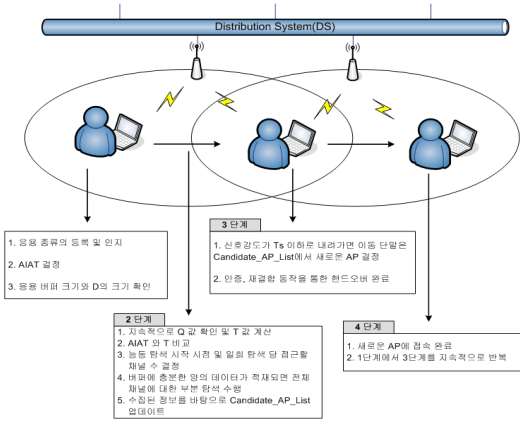 Distribution System(DS)
1. 응용 종류의 등록 및 인지
2. AIAT 결정
3. 응용 버퍼 크기와 D의 크기 확인
2 단계
1. 지속적으로 Q 값 확인 및 T 값 계산
2. AIAT 와 T 비교
3. 능동 탐색 시작 시점 및 일회 탐색 당 접근할
채널 수 결정
4. 버퍼에 충분한 양의 데이터가 적재되면 전체
채널에 대한 부분 탐색 수행
5. 수집된 정보를 바탕으로 Candidate_AP_List
업데이트
3 단계
1. 신호강도가 Ts 이하로 내려가면 이동 단말은
Candidate_AP_List에서 새로운 AP 결정
2. 인증, 재결합 동작을 통한 핸드오버 완료
4 단계
1. 새로운 AP에 접속 완료
2. 1단계에서 3단계를 지속적으로 반복